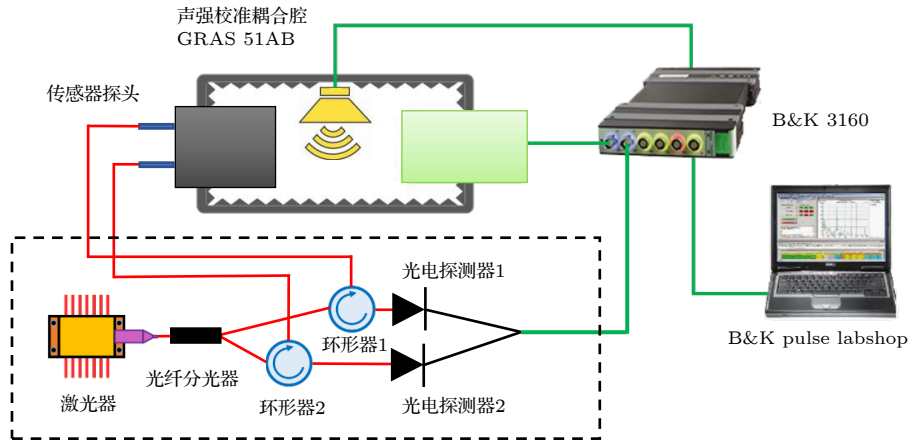 声强校准耦合腔
GRAS 51AB
传感器探头
B&K 3160
光电探测器1
环形器1
B&K pulse labshop
光纤分光器
激光器
环形器2
光电探测器2